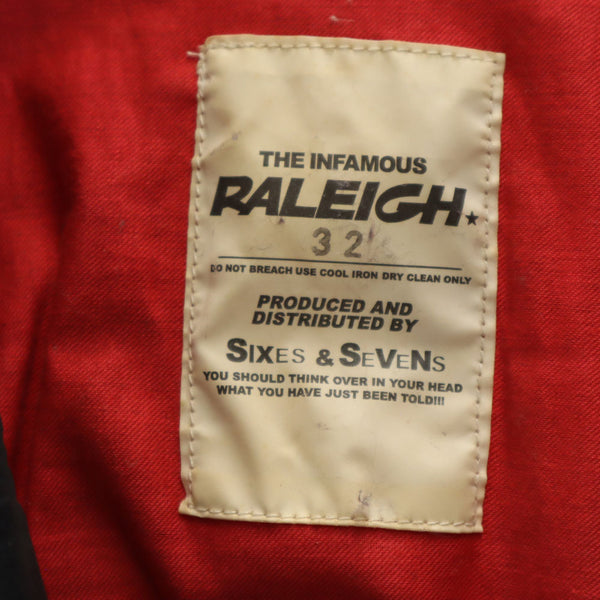 THE INFAMOUS
RALEIGH★
32
DO NOT BREACH USE COOL IRON DRY CLEAN ONLY
PRODUCED AND
DISTRIBUTED BY
SIXES & SeVeNS
YOU SHOULD THINK OVER IN YOUR HEAD
WHAT YOU HAVE JUST BEEN TOLD!!!